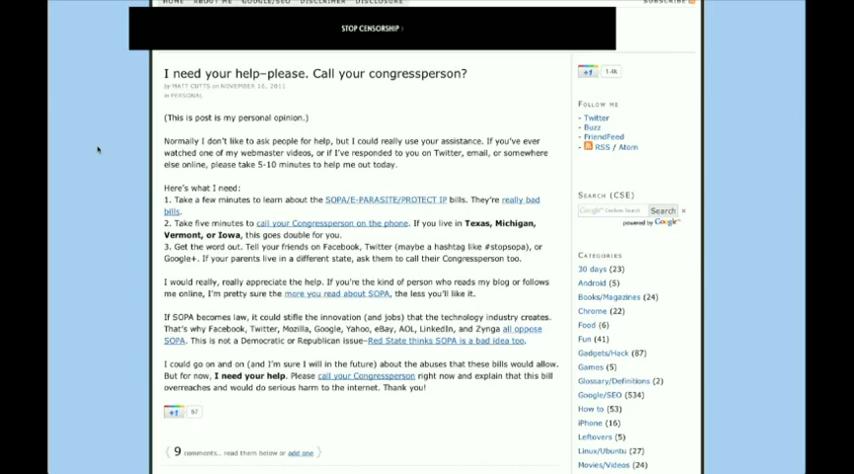 HOME ABOUT ME GOOGLE/SEO DISCLAIMER DISCLOSURE
SUBSCRIBE
STOP CENSORSHIP
I need your help–please. Call your congressperson?
by MATT CUTTS on NOVEMBER 16, 2011
in PERSONAL
(This is post is my personal opinion.)
Normally I don't like to ask people for help, but I could really use your assistance. If you've ever
watched one of my webmaster videos, or if I've responded to you on Twitter, email, or somewhere
else online, please take 5-10 minutes to help me out today.
Here's what I need:
1. Take a few minutes to learn about the SOPA/E-PARASITE/PROTECT IP bills. They're really bad
bills.
2. Take five minutes to call your Congressperson on the phone. If you live in Texas, Michigan,
Vermont, or Iowa, this goes double for you.
3. Get the word out. Tell your friends on Facebook, Twitter (maybe a hashtag like #stopsopa), or
Google+. If your parents live in a different state, ask them to call their Congressperson too.
I would really, really appreciate the help. If you're the kind of person who reads my blog or follows
me online, I'm pretty sure the more you read about SOPA, the less you'll like it.
If SOPA becomes law, it could stifle the innovation (and jobs) that the technology industry creates.
That's why Facebook, Twitter, Mozilla, Google, Yahoo, eBay, AOL, LinkedIn, and Zynga all oppose
SOPA. This is not a Democratic or Republican issue–Red State thinks SOPA is a bad idea too.
I could go on and on (and I'm sure I will in the future) about the abuses that these bills would allow.
But for now, I need your help. Please call your Congressperson right now and explain that this bill
overreaches and would do serious harm to the internet. Thank you!
+1 97
{ 9 comments... read them below or add one }
+1 1.4k
FOLLOW ME
- Twitter
- Buzz
- FriendFeed
- RSS / Atom
SEARCH (CSE)
Google™ Custom Search Search ×
powered by Google™
CATEGORIES
30 days (23)
Android (5)
Books/Magazines (24)
Chrome (22)
Food (6)
Fun (41)
Gadgets/Hack (87)
Games (5)
Glossary/Definitions (2)
Google/SEO (534)
How to (53)
iPhone (16)
Leftovers (5)
Linux/Ubuntu (27)
Movies/Videos (24)